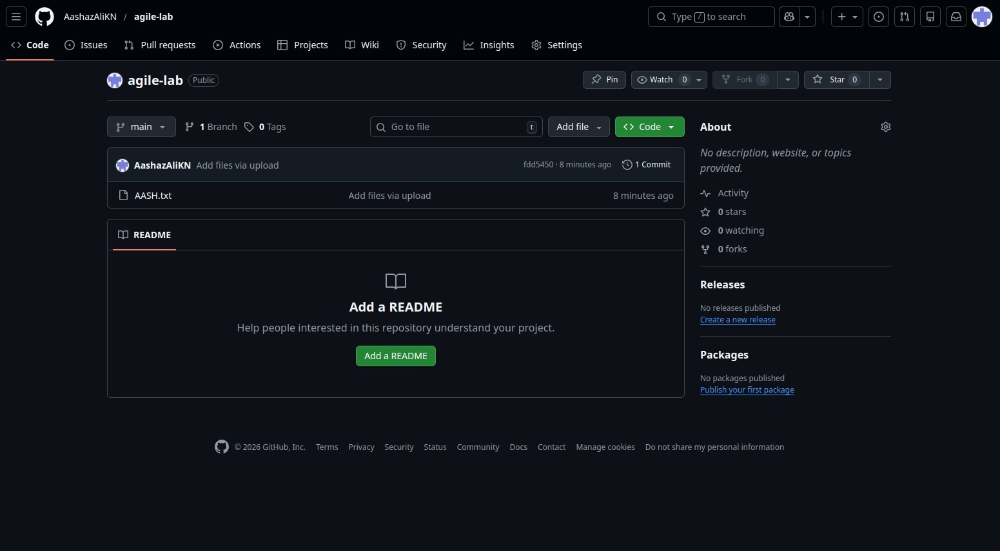 AashazAliKN / agile-lab
Type / to search
Code Issues Pull requests Actions Projects Wiki Security Insights Settings
agile-lab Public
Pin Watch 0 Fork 0 Star 0
main 1 Branch 0 Tags Go to file t Add file Code
AashazAliKN Add files via upload fdd5450 · 8 minutes ago 1 Commit
AASH.txt Add files via upload 8 minutes ago
README
Add a README
Help people interested in this repository understand your project.
Add a README
About
No description, website, or topics
provided.
Activity
0 stars
0 watching
0 forks
Releases
No releases published
Create a new release
Packages
No packages published
Publish your first package
© 2026 GitHub, Inc. Terms Privacy Security Status Community Docs Contact Manage cookies Do not share my personal information